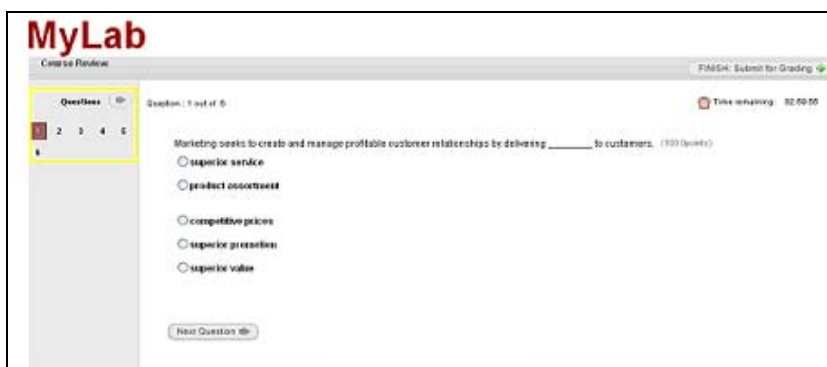 MyLab
Course Review
FINISH: Submit for Grading
Questions
Question : 1 out of 6
Time remaining: 02:59:55
1 2 3 4 5
6
Marketing seeks to create and manage profitable customer relationships by delivering ________ to customers. (100.0points)
superior service
product assortment
competitive prices
superior promotion
superior value
Next Question